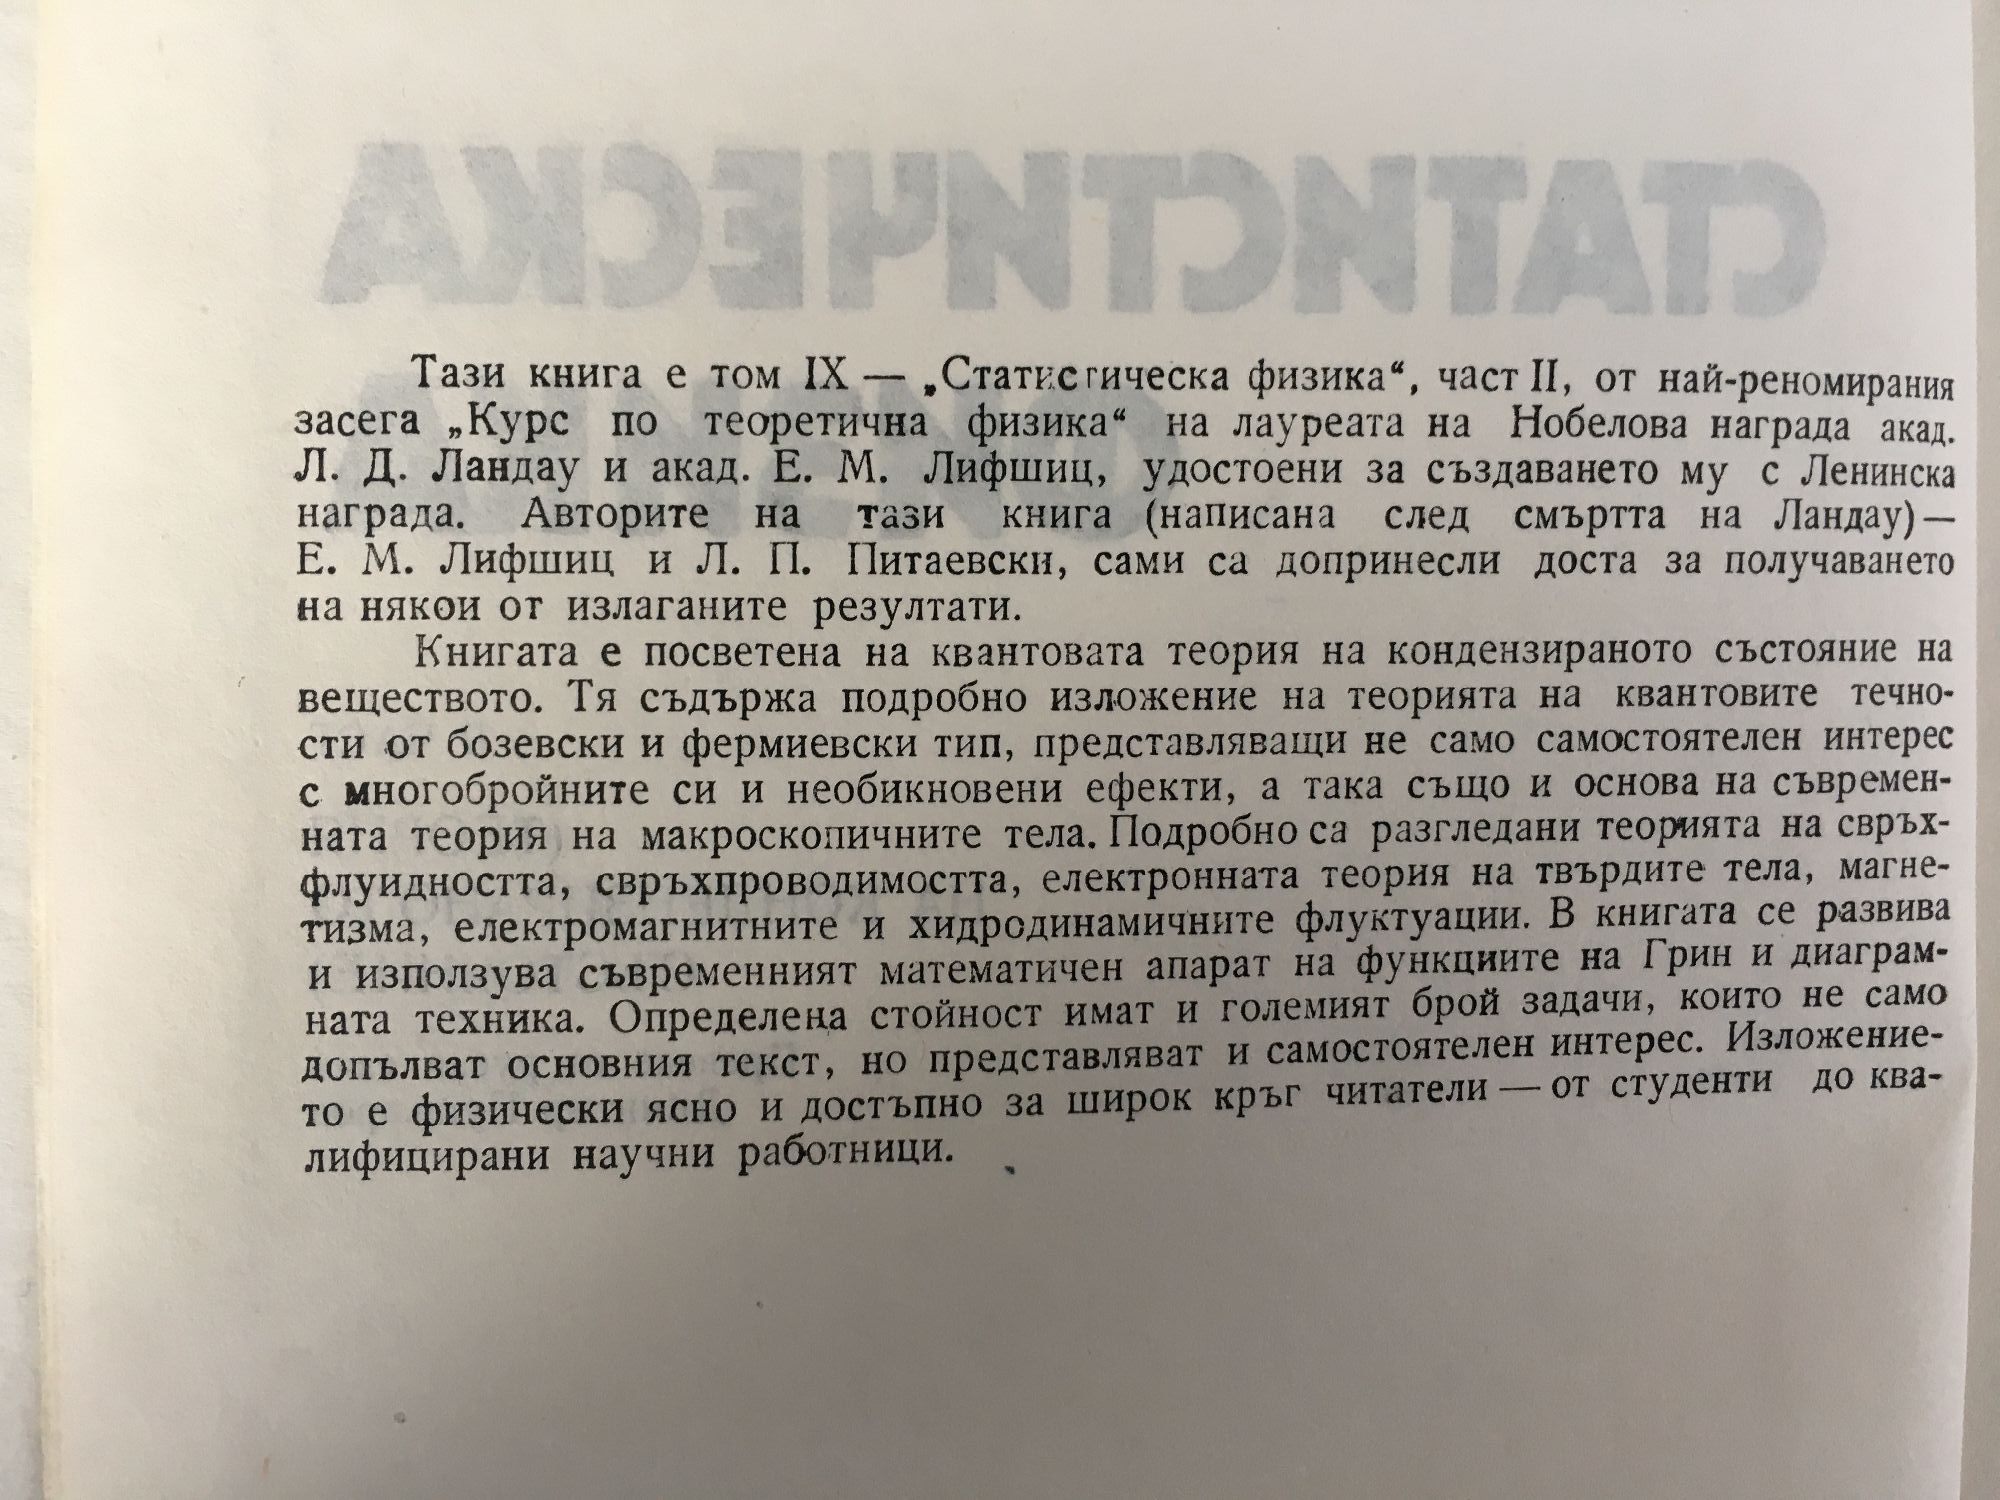 СТАТИСТИЧЕСКА
Тази книга е том IX — „Статистическа физика“, част II, от най-реномирания
засега „Курс по теоретична физика“ на лауреата на Нобелова награда акад.
Л. Д. Ландау и акад. Е. М. Лифшиц, удостоени за създаването му с Ленинска
награда. Авторите на тази книга (написана след смъртта на Ландау) —
Е. М. Лифшиц и Л. П. Питаевски, сами са допринесли доста за получаването
на някои от излаганите резултати.
Книгата е посветена на квантовата теория на кондензираното състояние на
веществото. Тя съдържа подробно изложение на теорията на квантовите течно-
сти от бозевски и фермиевски тип, представляващи не само самостоятелен интерес
с многобройните си и необикновени ефекти, а така също и основа на съвремен-
ната теория на макроскопичните тела. Подробно са разгледани теорията на свръх-
флуидността, свръхпроводимостта, електронната теория на твърдите тела, магне-
тизма, електромагнитните и хидродинамичните флуктуации. В книгата се развива
и използува съвременният математичен апарат на функциите на Грин и диаграм-
ната техника. Определена стойност имат и големият брой задачи, които не само
допълват основния текст, но представляват и самостоятелен интерес. Изложение-
то е физически ясно и достъпно за широк кръг читатели — от студенти до ква-
лифицирани научни работници.